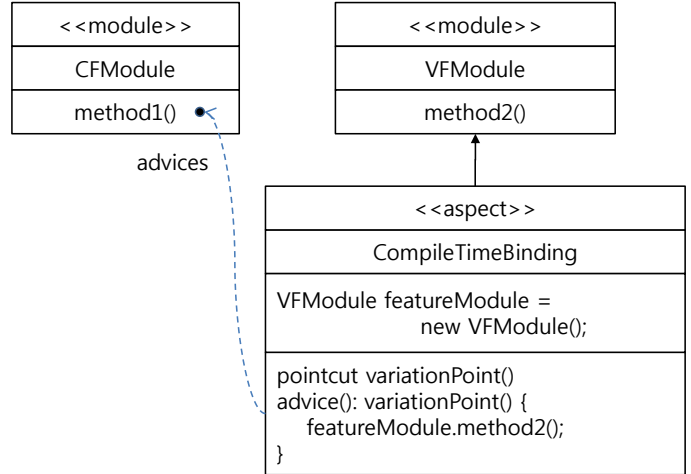 <<module>>
CFModule
method1()
<<module>>
VFModule
method2()
advices
<<aspect>>
CompileTimeBinding
VFModule featureModule =
new VFModule();
pointcut variationPoint()
advice(): variationPoint() {
featureModule.method2();
}